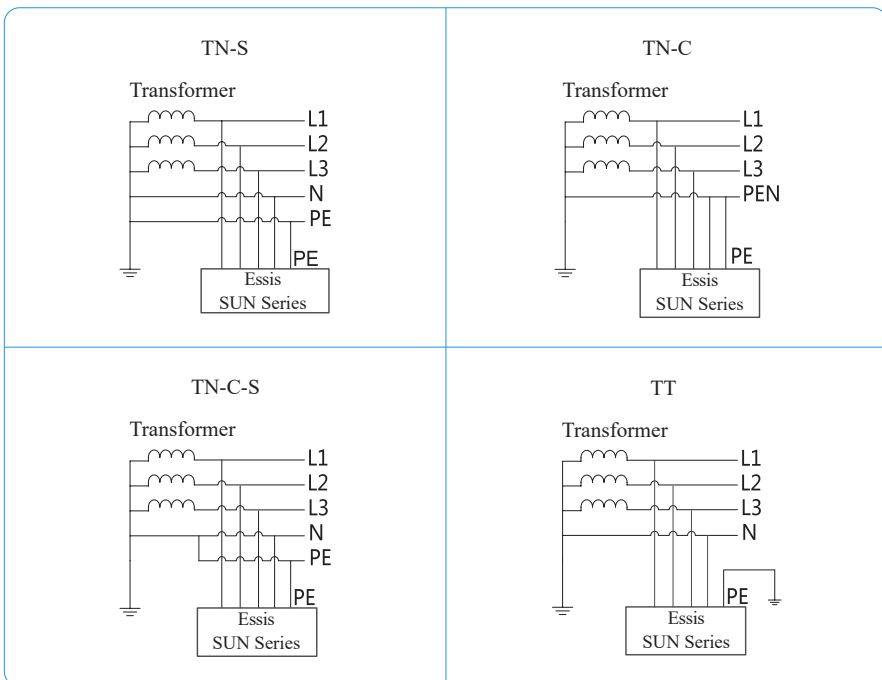 TN-S
Transformer
L1
L2
L3
N
PE
PE
Essis
SUN Series
TN-C
Transformer
L1
L2
L3
PEN
PE
Essis
SUN Series
TN-C-S
Transformer
L1
L2
L3
N
PE
PE
Essis
SUN Series
TT
Transformer
L1
L2
L3
N
PE
Essis
SUN Series